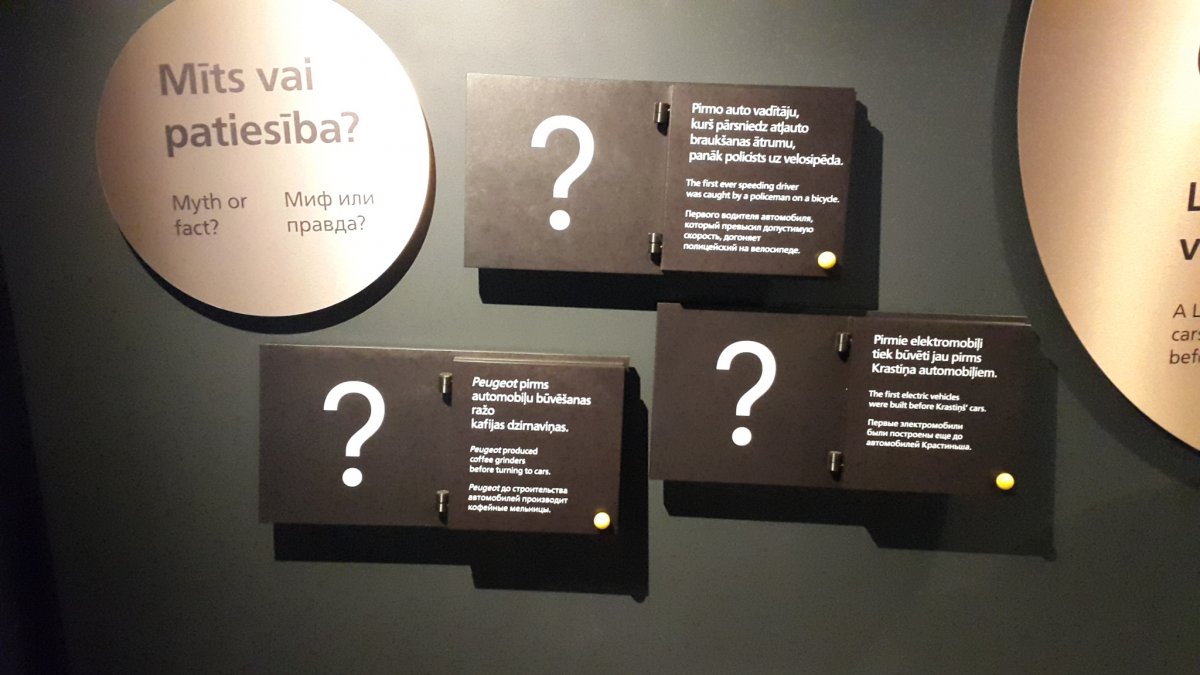 Mīts vai
patiesība?
Myth or
fact?
Миф или
правда?
?
Pirmo auto vadītāju,
kurš pārsniedz atļauto
braukšanas ātrumu,
panāk policists uz velosipēda.
The first ever speeding driver
was caught by a policeman on a bicycle.
Первого водителя автомобиля,
который превысил допустимую
скорость, догоняет
полицейский на велосипеде.
?
Peugeot pirms
automobiļu būvēšanas
ražo
kafijas dzirnaviņas.
Peugeot produced
coffee grinders
before turning to cars.
Peugeot до строительства
автомобилей производит
кофейные мельницы.
?
Pirmie elektromobiļi
tiek būvēti jau pirms
Krastiņa automobiļiem.
The first electric vehicles
were built before Krastiņš' cars.
Первые электромобили
были построены еще до
автомобилей Крастиньша.
A L
cars
befo